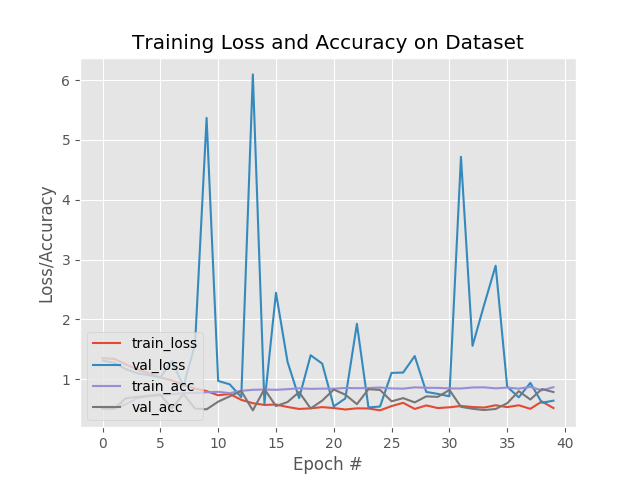 Training Loss and Accuracy on Dataset
Loss/Accuracy
6
5
4
3
2
1
train_loss
val_loss
train_acc
val_acc
0 5 10 15 20 25 30 35 40
Epoch #